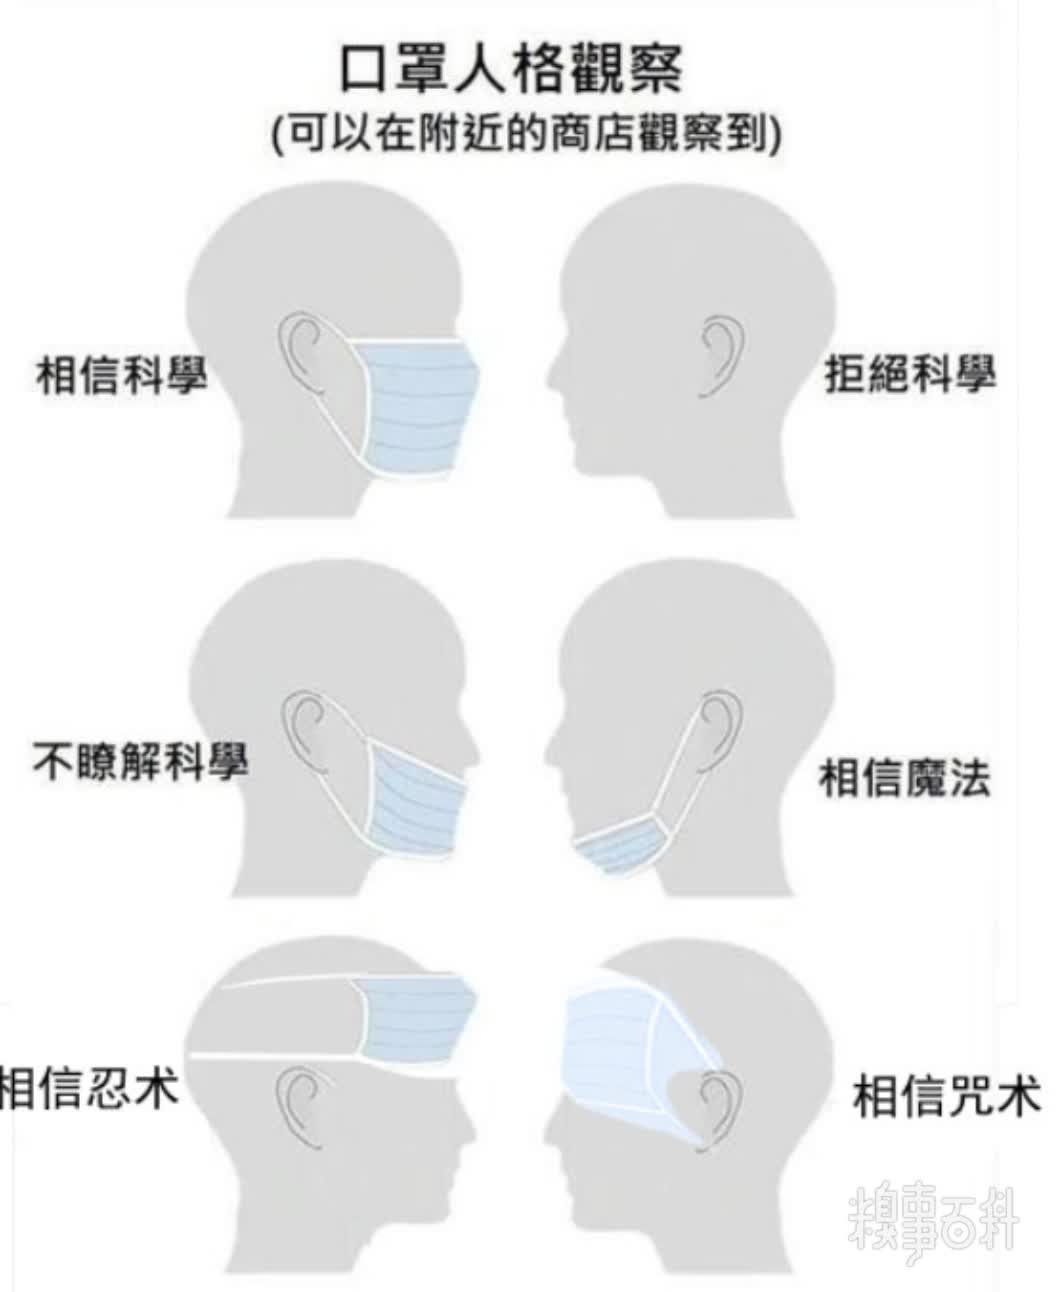 口罩人格觀察
(可以在附近的商店觀察到)
相信科學
拒絕科學
不瞭解科學
相信魔法
相信忍术
相信咒术
糗事百科